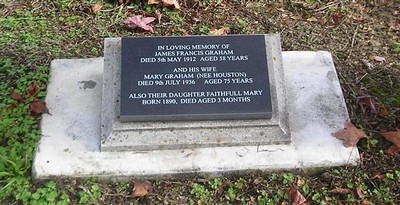 IN LOVING MEMORY OF
JAMES FRANCIS GRAHAM
DIED 5th MAY 1912 AGED 58 YEARS
AND HIS WIFE
MARY GRAHAM (NEE HOUSTON)
DIED 9th JULY 1936 AGED 75 YEARS
ALSO THEIR DAUGHTER FAITHFULL MARY
BORN 1890, DIED AGED 3 MONTHS